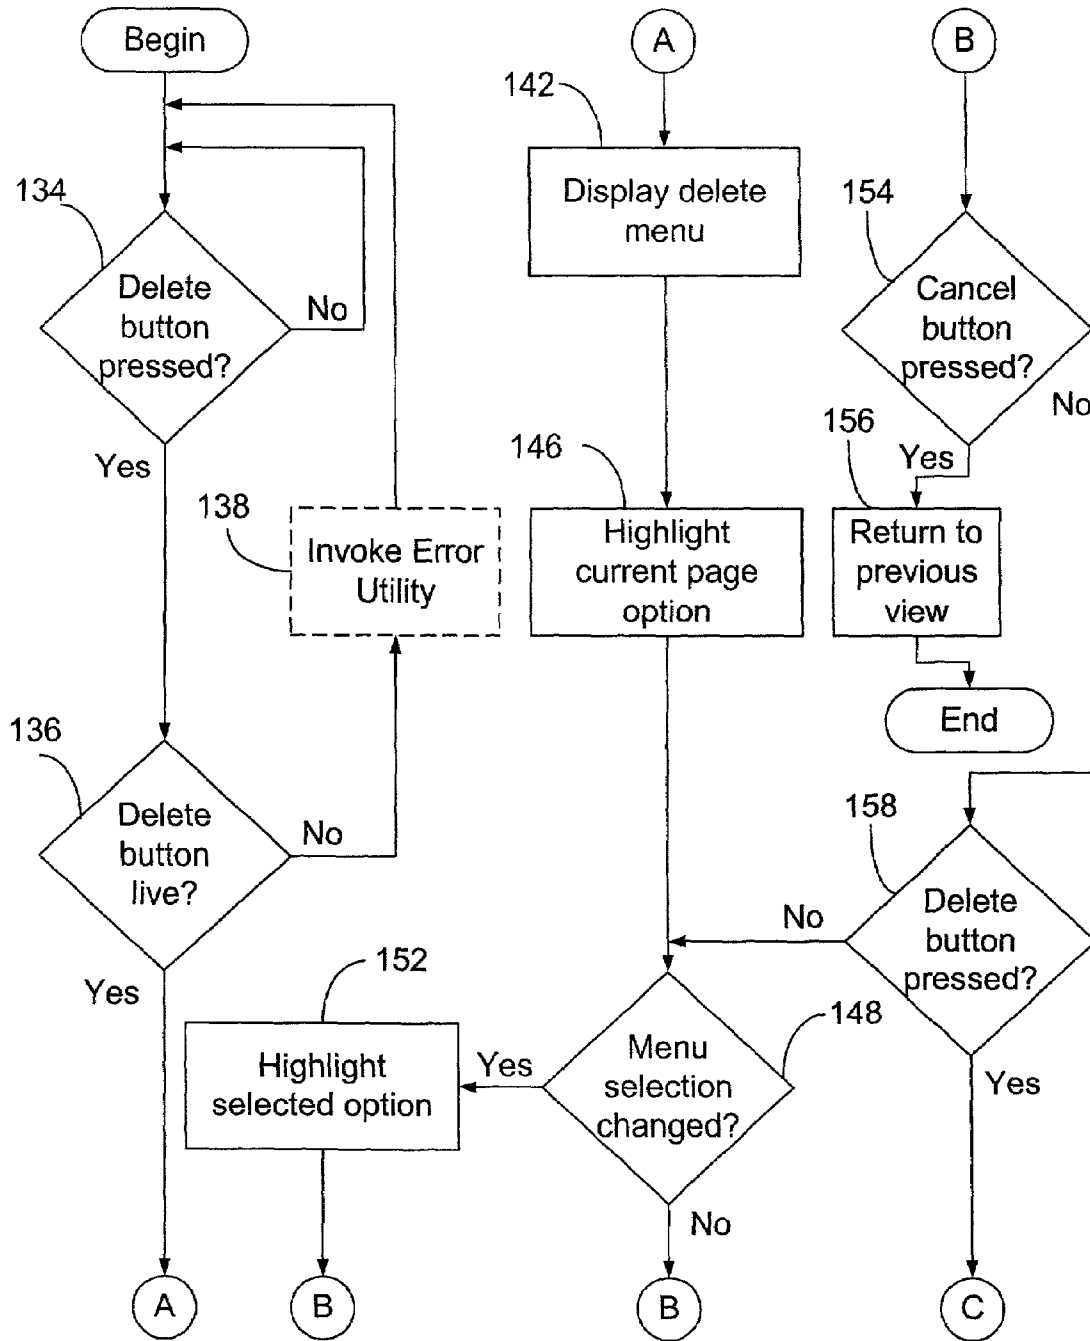 Begin
134
Delete
button
pressed?
No
Yes
138
Invoke Error
Utility
136
Delete
button
live?
No
Yes
A
A
142
Display delete
menu
146
Highlight
current page
option
148
Menu
selection
changed?
Yes
No
152
Highlight
selected option
B
B
B
154
Cancel
button
pressed?
No
Yes
156
Return to
previous
view
End
158
Delete
button
pressed?
No
Yes
C